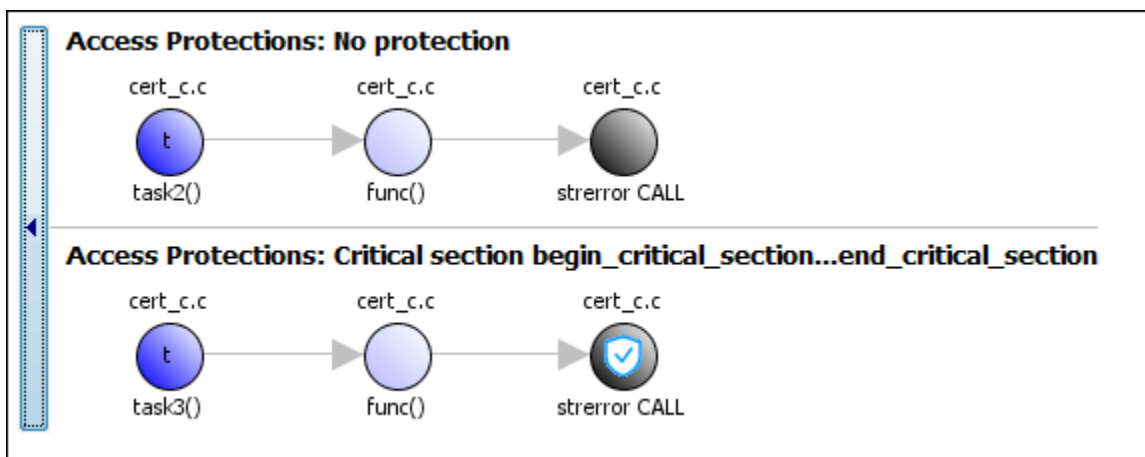 Access Protections: No protection
cert_c.c cert_c.c cert_c.c
t
task2() func() strerror CALL
Access Protections: Critical section begin_critical_section...end_critical_section
cert_c.c cert_c.c cert_c.c
t
task3() func() strerror CALL